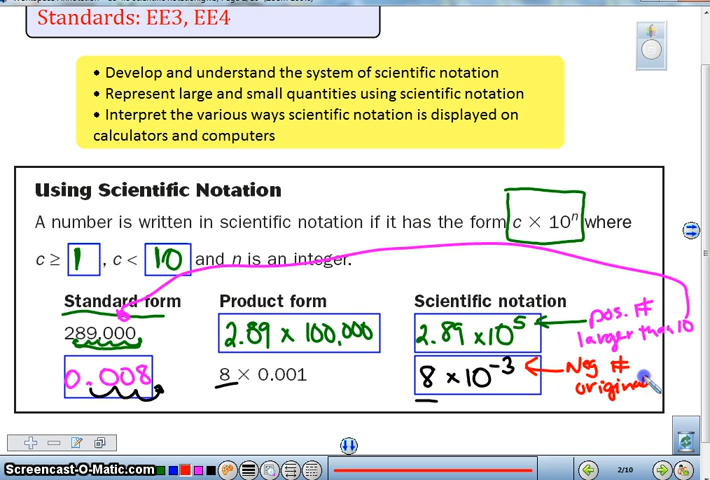 Standards: EE3, EE4
• Develop and understand the system of scientific notation
• Represent large and small quantities using scientific notation
• Interpret the various ways scientific notation is displayed on
calculators and computers
Using Scientific Notation
A number is written in scientific notation if it has the form c × 10ⁿ where
c ≥ 1 , c < 10 and n is an integer.
Standard form Product form Scientific notation
289,000 2.89 x 100,000 2.89 x 10⁵ pos. #
larger than 10
0.008 8 × 0.001 8 x 10⁻³ Neg #
original
2/10
Screencast-O-Matic.com